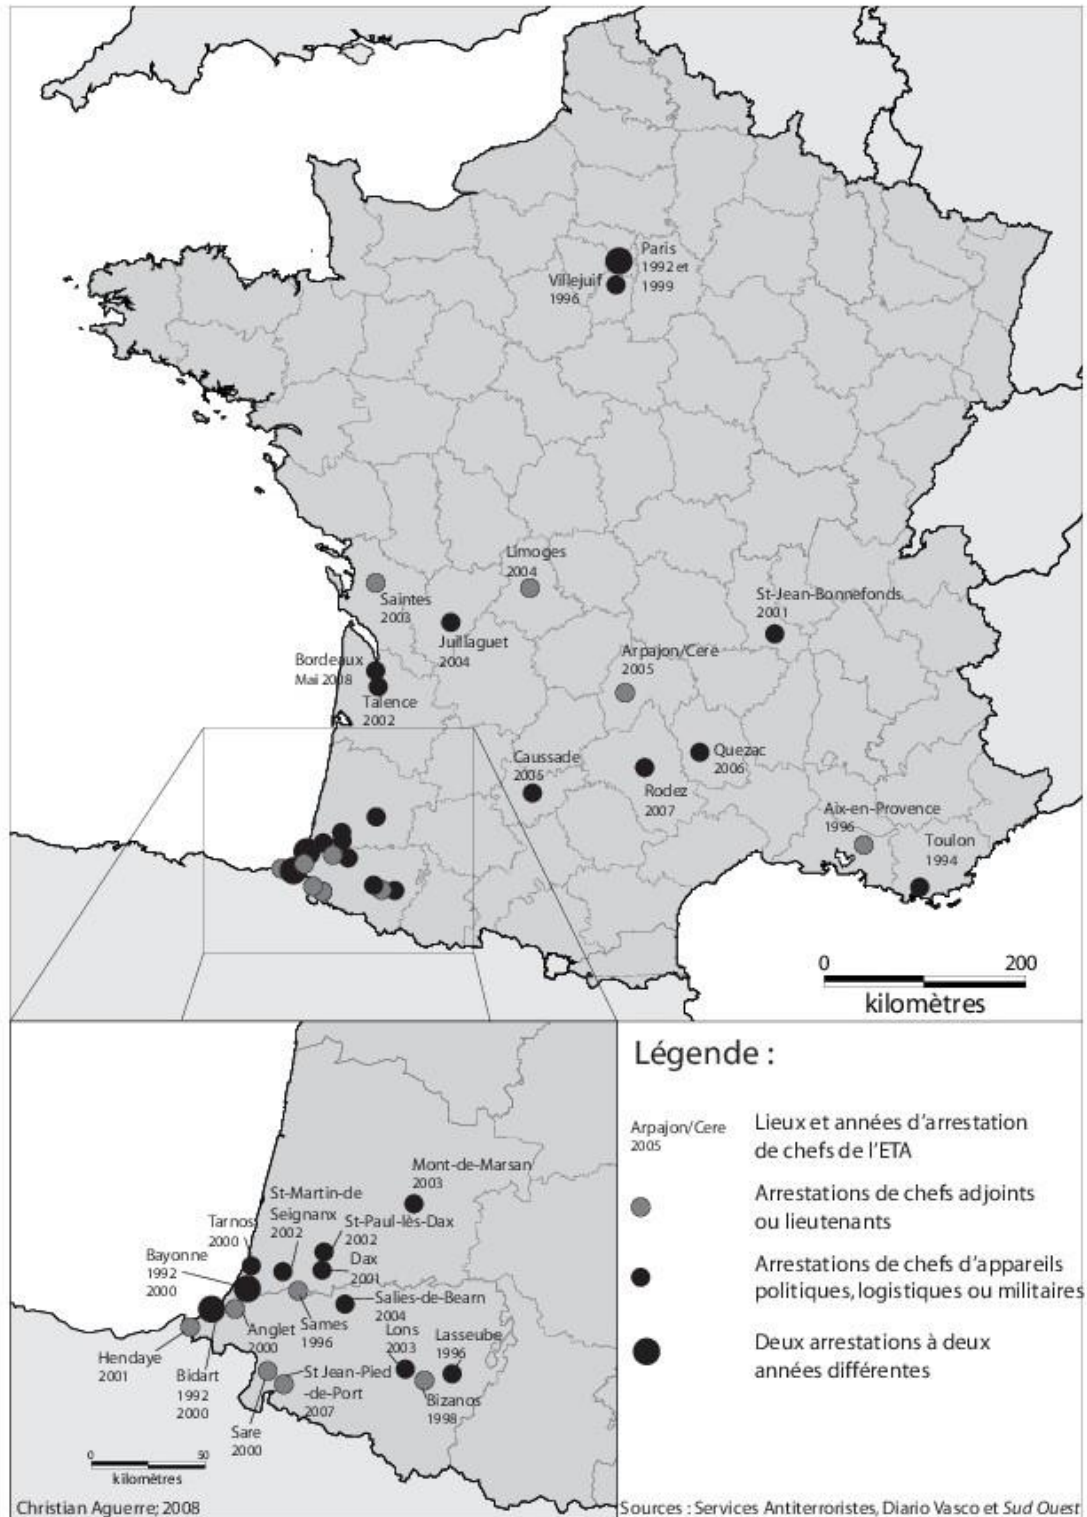 Paris
1992 et
1999
Villejuif
1996
Limoges
2004
Saintes
2003
Juillaguet
2004
St-Jean-Bonnefonds
2001
Arpajon/Cere
2005
Bordeaux
Mai 2008
Talence
2002
Caussade
Quezac
2006
Rodez
2007
Aix-en-Provence
1996
Toulon
1994
0 200
kilomètres
Mont-de-Marsan
2003
St-Martin-de
Seignanx
2002
St-Paul-lès-Dax
2002
Tarnos
2000
Dax
2001
Bayonne
1992
2000
Salies-de-Bearn
2004
Anglet
2000
Sames
1996
Lons
2003
Lasseube
1996
Hendaye
2001
Bidart
1992
2000
St Jean-Pied
-de-Port
2007
Bizanos
1998
Sare
2000
0 50
kilomètres
Christian Aguerre; 2008
Légende :
Arpajon/Cere
2005
Lieux et années d'arrestation
de chefs de l'ETA
Arrestations de chefs adjoints
ou lieutenants
Arrestations de chefs d'appareils
politiques, logistiques ou militaires
Deux arrestations à deux
années différentes
Sources : Services Antiterroristes, Diario Vasco et Sud Ouest